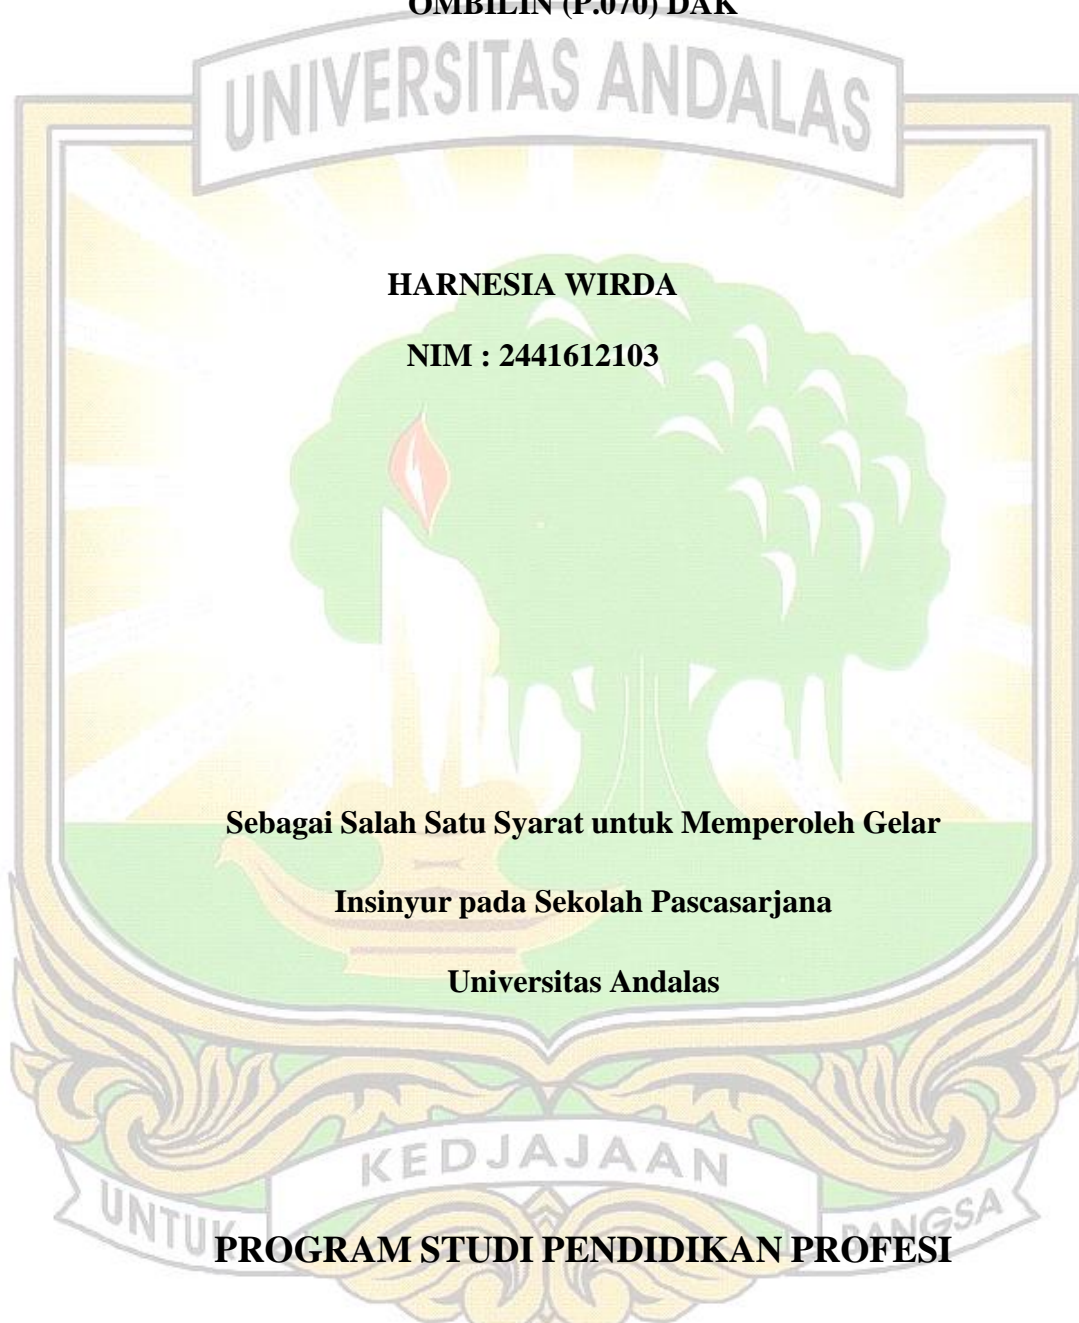 OMBILIN (P.070) DAK
UNIVERSITAS ANDALAS
HARNESIA WIRDA
NIM : 2441612103
Sebagai Salah Satu Syarat untuk Memperoleh Gelar
Insinyur pada Sekolah Pascasarjana
Universitas Andalas
UNTUK KEDJAJAAN BANGSA
PROGRAM STUDI PENDIDIKAN PROFESI